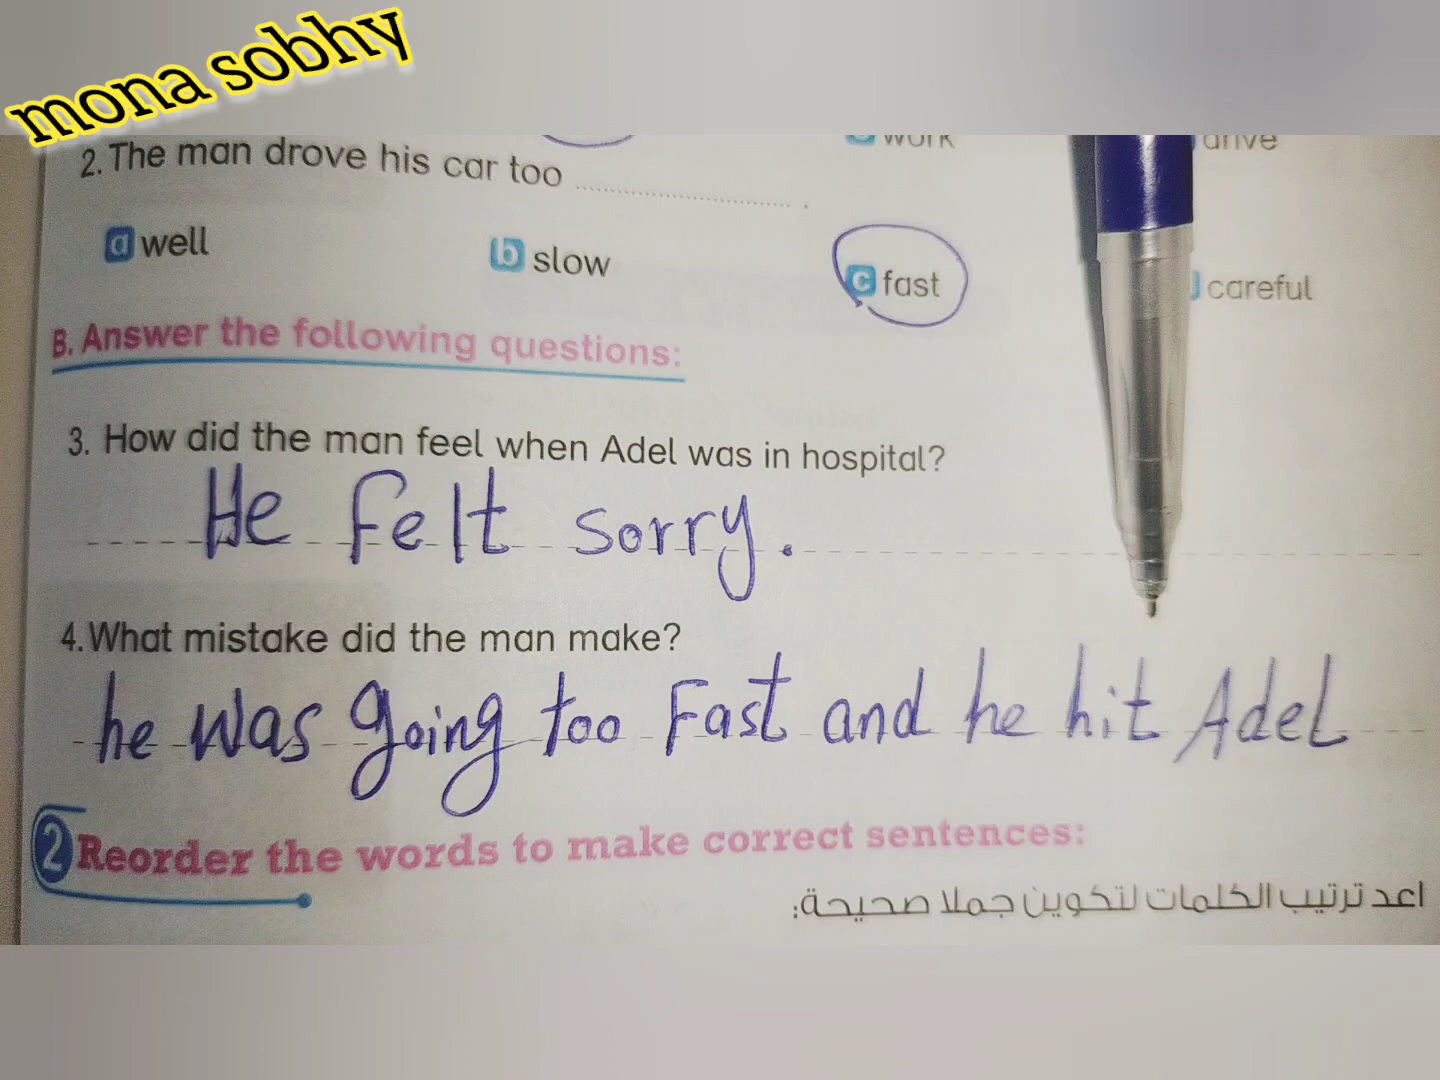 mona sobhy
work drive
2. The man drove his car too ............ .
a well b slow c fast careful
B. Answer the following questions:
3. How did the man feel when Adel was in hospital?
He felt sorry.
4. What mistake did the man make?
he was going too Fast and he hit Adel
2 Reorder the words to make correct sentences:
اعد ترتيب الكلمات لتكوين جملا صحيحة: